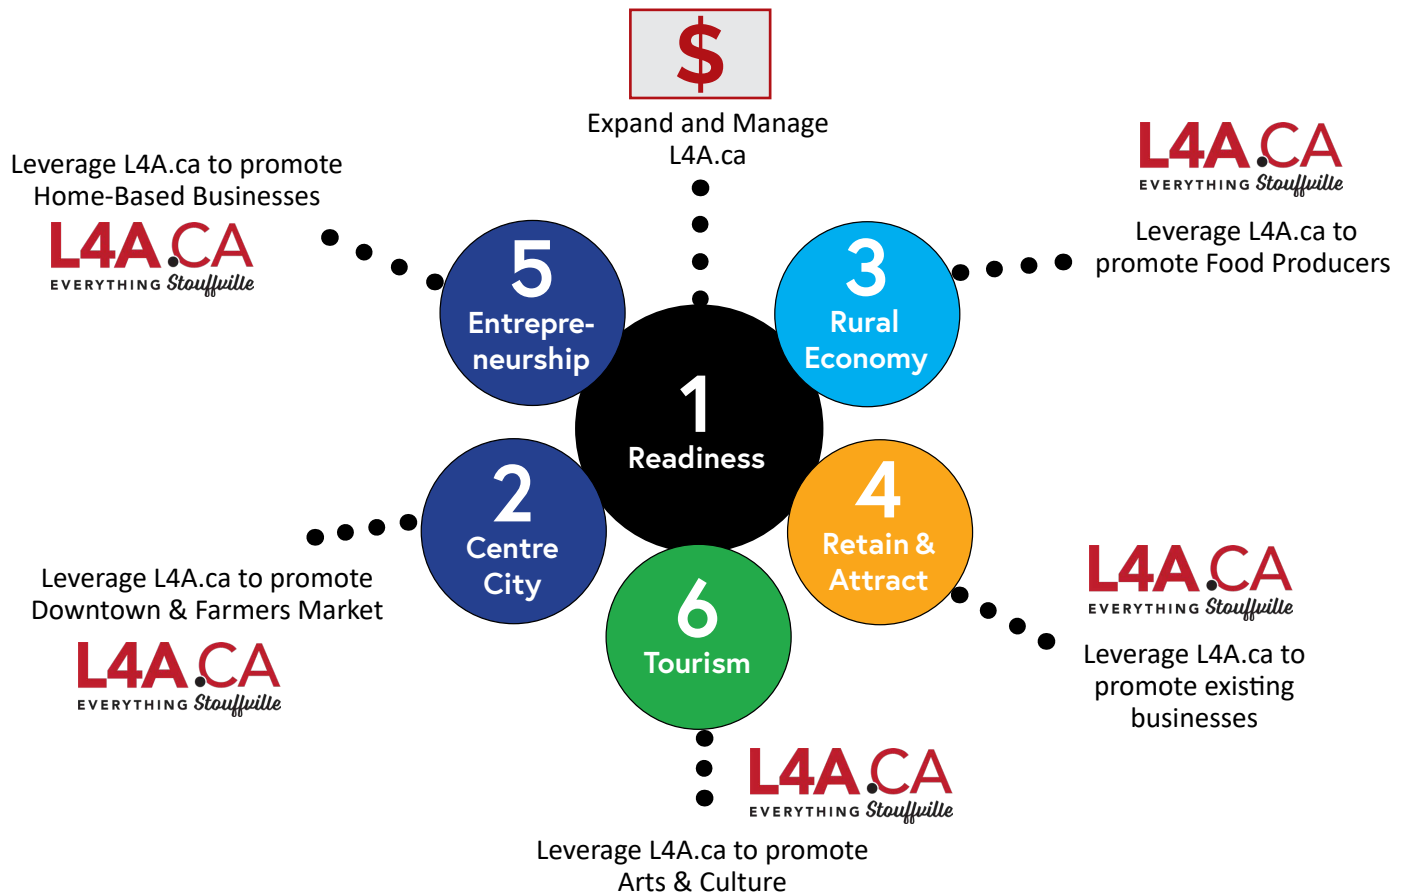 $
Expand and Manage
L4A.ca
Leverage L4A.ca to promote
Home-Based Businesses
L4A.CA
EVERYTHING Stouffville
L4A.CA
EVERYTHING Stouffville
Leverage L4A.ca to
promote Food Producers
5
Entrepre-
neurship
3
Rural
Economy
1
Readiness
2
Centre
City
4
Retain &
Attract
6
Tourism
Leverage L4A.ca to promote
Downtown & Farmers Market
L4A.CA
EVERYTHING Stouffville
L4A.CA
EVERYTHING Stouffville
Leverage L4A.ca to
promote existing
businesses
L4A.CA
EVERYTHING Stouffville
Leverage L4A.ca to promote
Arts & Culture